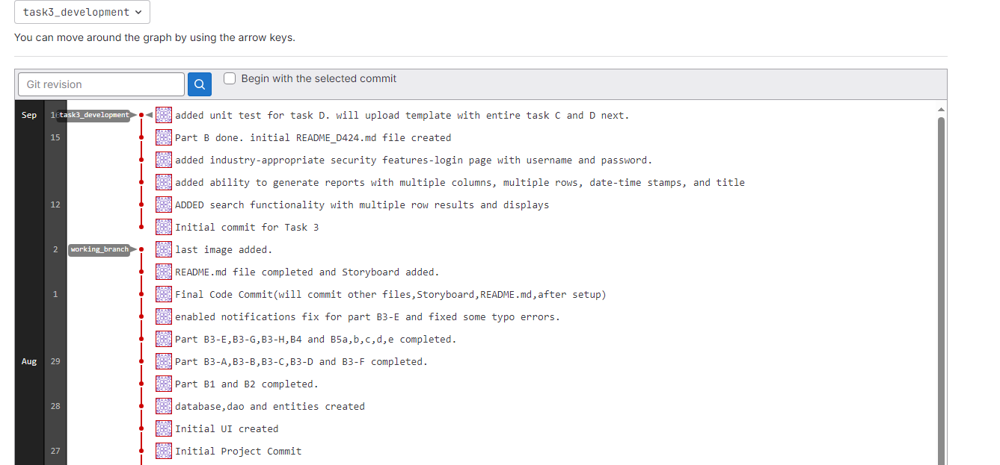 task3_development
You can move around the graph by using the arrow keys.
Git revision
Begin with the selected commit
Sep task3_development added unit test for task D. will upload template with entire task C and D next.
15 Part B done. initial README_D424.md file created
added industry-appropriate security features-login page with username and password.
added ability to generate reports with multiple columns, multiple rows, date-time stamps, and title
12 ADDED search functionality with multiple row results and displays
Initial commit for Task 3
2 working_branch last image added.
README.md file completed and Storyboard added.
1 Final Code Commit(will commit other files,Storyboard,README.md,after setup)
enabled notifications fix for part B3-E and fixed some typo errors.
Part B3-E,B3-G,B3-H,B4 and B5a,b,c,d,e completed.
Aug 29 Part B3-A,B3-B,B3-C,B3-D and B3-F completed.
Part B1 and B2 completed.
28 database,dao and entities created
Initial UI created
27 Initial Project Commit